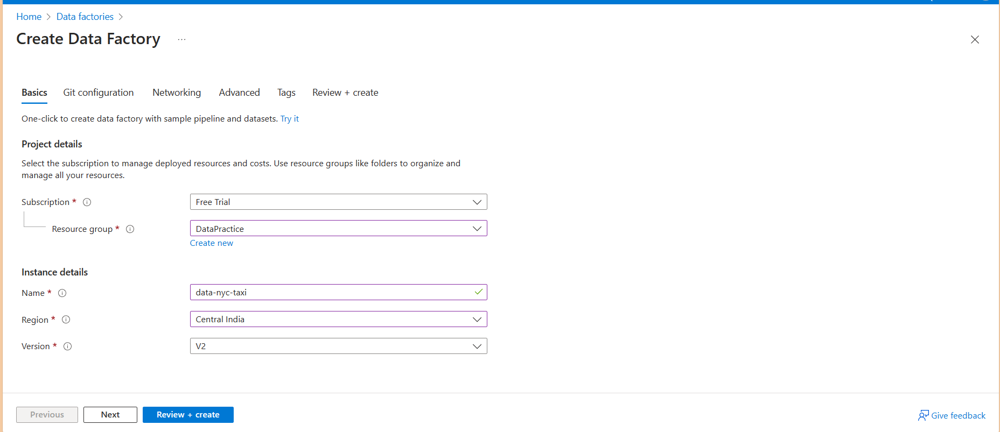 Home > Data factories >
Create Data Factory ...
Basics Git configuration Networking Advanced Tags Review + create
One-click to create data factory with sample pipeline and datasets. Try it
Project details
Select the subscription to manage deployed resources and costs. Use resource groups like folders to organize and
manage all your resources.
Subscription * Free Trial
Resource group * DataPractice
Create new
Instance details
Name * data-nyc-taxi
Region * Central India
Version * V2
Previous Next Review + create Give feedback